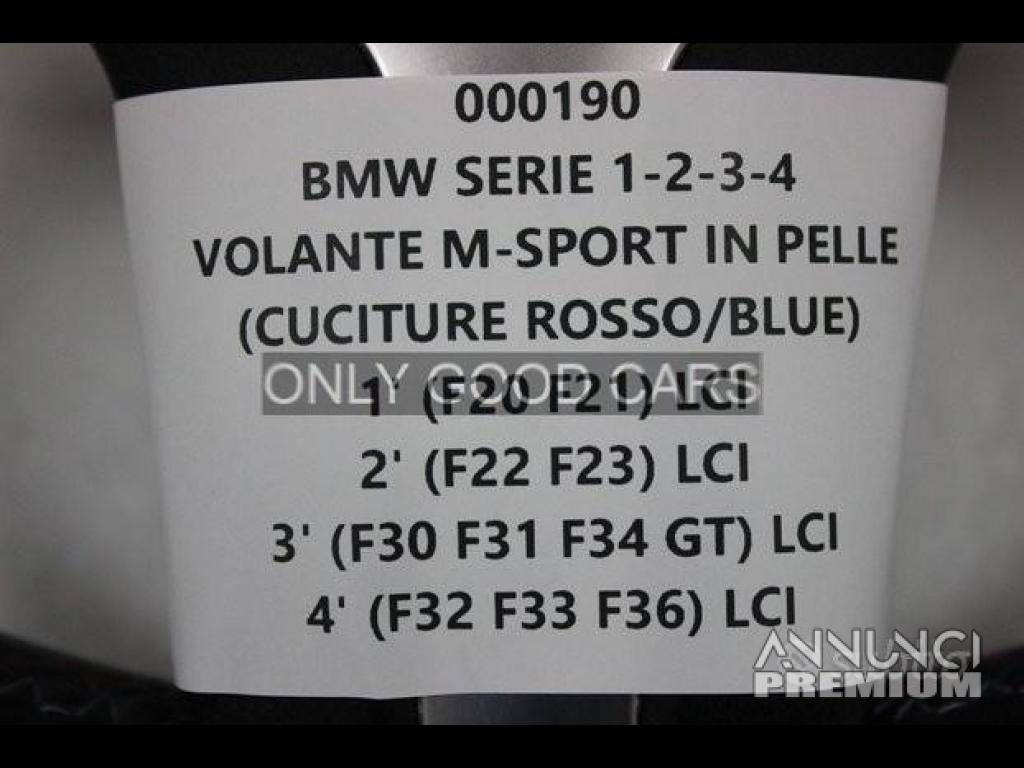 000190
BMW SERIE 1-2-3-4
VOLANTE M-SPORT IN PELLE
(CUCITURE ROSSO/BLUE)
ONLY GOOD CARS
1' (F20 F21) LCI
2' (F22 F23) LCI
3' (F30 F31 F34 GT) LCI
4' (F32 F33 F36) LCI
ANNUNCI
PREMIUM